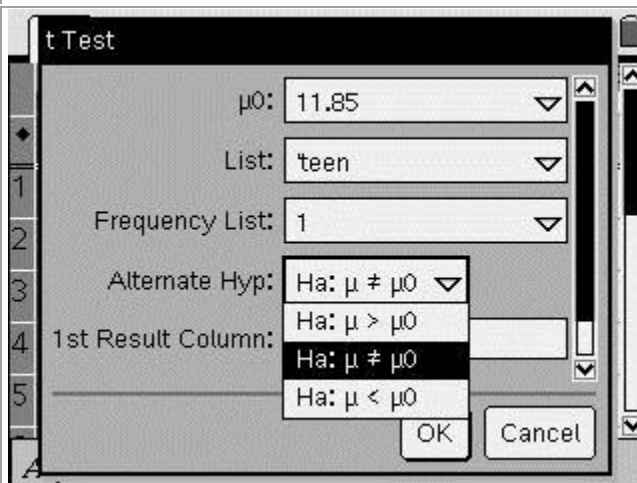 t Test
μ0: 11.85
List: 'teen
1
Frequency List: 1
2
Alternate Hyp: Ha: μ ≠ μ0
3
Ha: μ > μ0
4 1st Result Column:
Ha: μ ≠ μ0
5
Ha: μ < μ0
OK Cancel
A